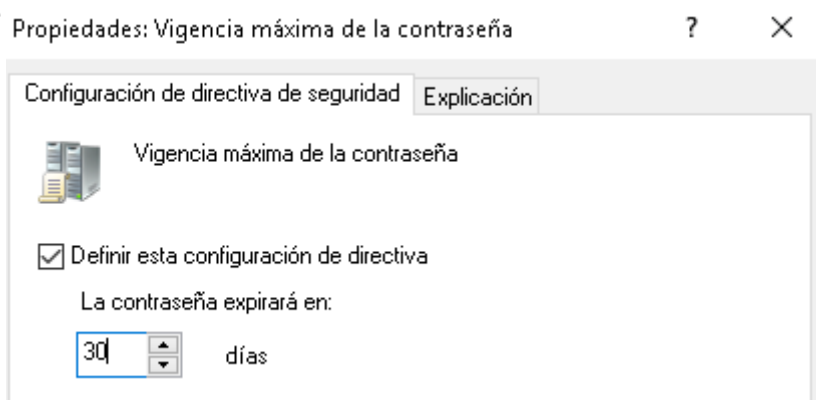 Propiedades: Vigencia máxima de la contraseña ? ×
Configuración de directiva de seguridad Explicación
Vigencia máxima de la contraseña
Definir esta configuración de directiva
La contraseña expirará en:
30 días